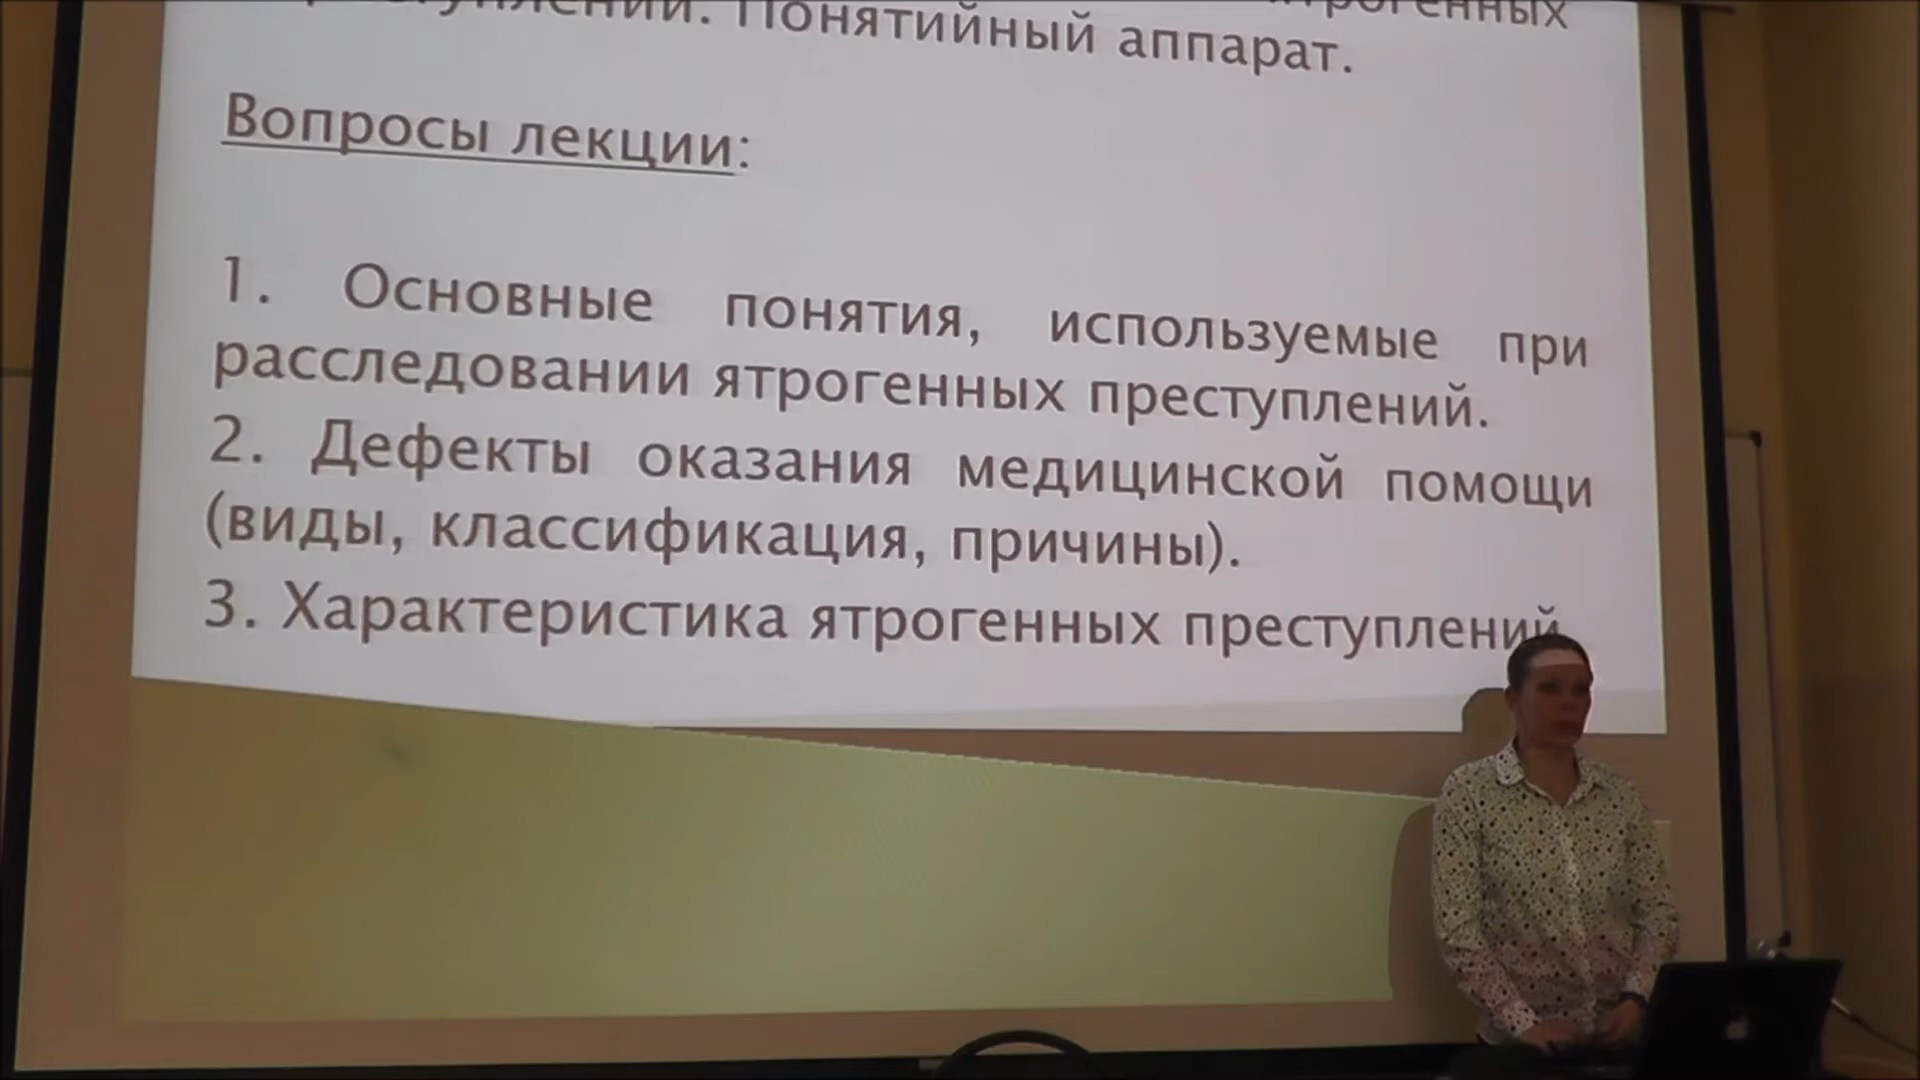 преступлений. Понятийный аппарат.
Вопросы лекции:
1. Основные понятия, используемые при
расследовании ятрогенных преступлений.
2. Дефекты оказания медицинской помощи
(виды, классификация, причины).
3. Характеристика ятрогенных преступлений